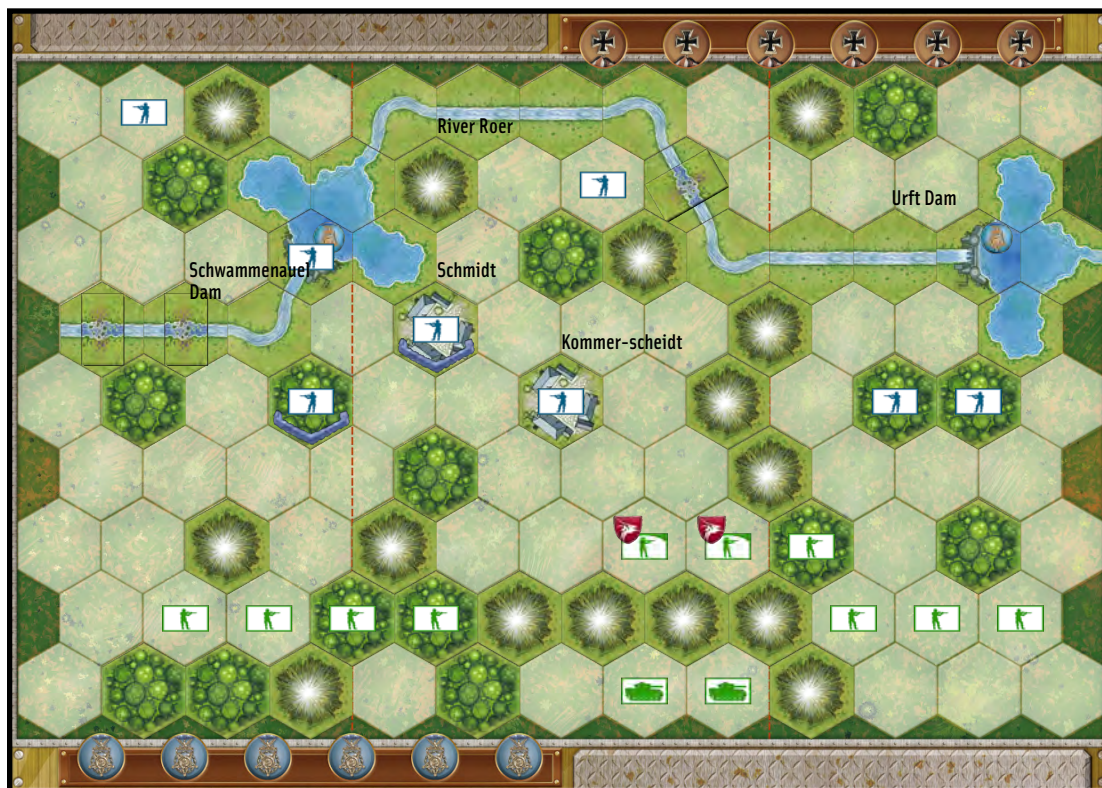 River Roer
Urft Dam
Schwammenauel
Dam
Schmidt
Kommer-scheidt